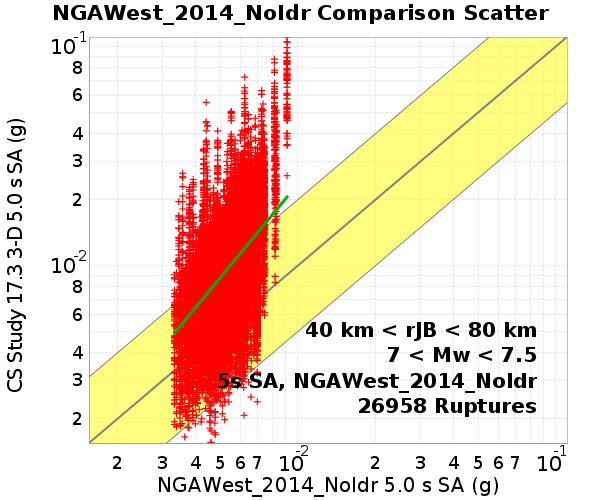 NGAWest_2014_NoIdr Comparison Scatter
10-1
8
6
4
3
2
10-2
8
6
4
3
2
CS Study 17.3 3-D 5.0 s SA (g)
40 km < rJB < 80 km
7 < Mw < 7.5
5s SA, NGAWest_2014_NoIdr
26958 Ruptures
2 3 4 5 6 7 10-2 2 3 4 5 6 7 10-1
NGAWest_2014_NoIdr 5.0 s SA (g)